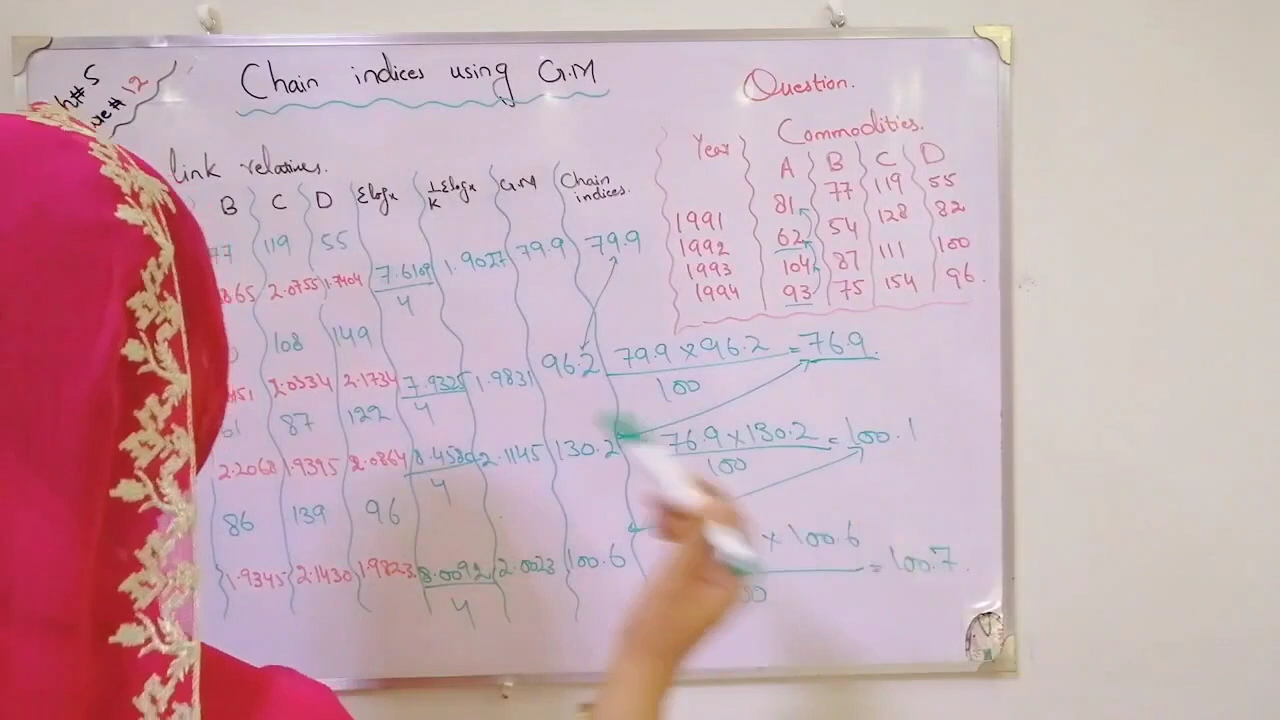 h#5
12
Chain indices using G.M
Question.
Commodities.
Year A B C D
1991 81 77 119 55
1992 62 54 128 82
1993 104 87 111 100
1994 93 75 154 96
link relatives.
B C D Σlogx 1/K Σlogx G.M Chain indices.
77 119 55
865 2.0755 1.7404 7.6109/4 1.9027 79.9 79.9
108 149
451 2.0334 2.1734 7.9325/4 1.9831 96.2 79.9 x 96.2 / 100 = 76.9
01 87 122
2.2068 1.9395 2.0864 8.4580/4 2.1145 130.2 76.9 x 130.2 / 100 = 100.1
86 139 96
1.9345 2.1430 1.9823 8.0092/4 2.0023 100.6 x 100.6 = 100.7